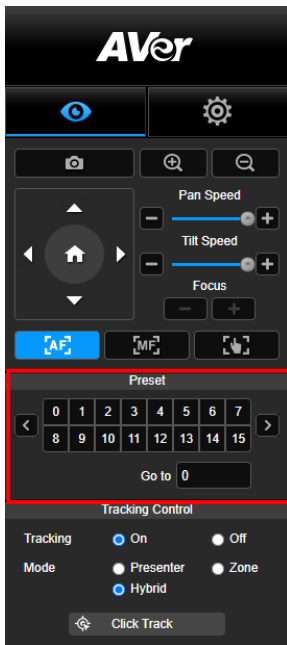 AVer
Pan Speed
Tilt Speed
Focus
AF
MF
Preset
0 1 2 3 4 5 6 7
8 9 10 11 12 13 14 15
Go to 0
Tracking Control
Tracking On Off
Mode Presenter Zone
Hybrid
Click Track